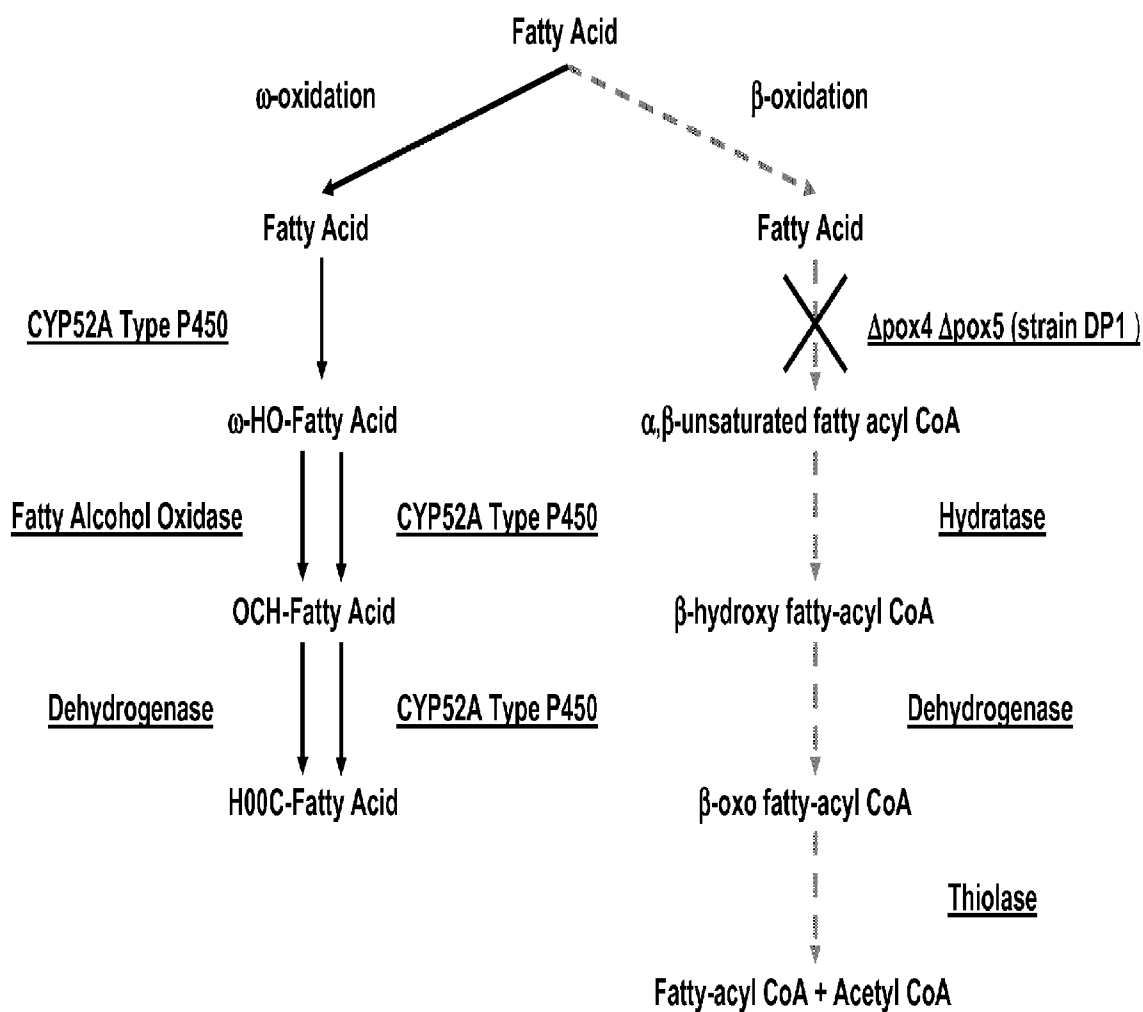 Fatty Acid
ω-oxidation
β-oxidation
Fatty Acid
Fatty Acid
CYP52A Type P450
Δpox4 Δpox5 (strain DP1 )
ω-HO-Fatty Acid
α,β-unsaturated fatty acyl CoA
Fatty Alcohol Oxidase
CYP52A Type P450
Hydratase
OCH-Fatty Acid
β-hydroxy fatty-acyl CoA
Dehydrogenase
CYP52A Type P450
Dehydrogenase
H00C-Fatty Acid
β-oxo fatty-acyl CoA
Thiolase
Fatty-acyl CoA + Acetyl CoA